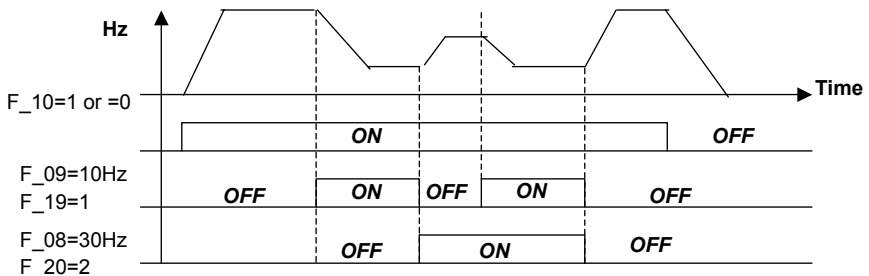 Hz
Time
F_10=1 or =0
ON OFF
F_09=10Hz
F_19=1
OFF ON OFF ON OFF
F_08=30Hz
F_20=2
OFF ON OFF